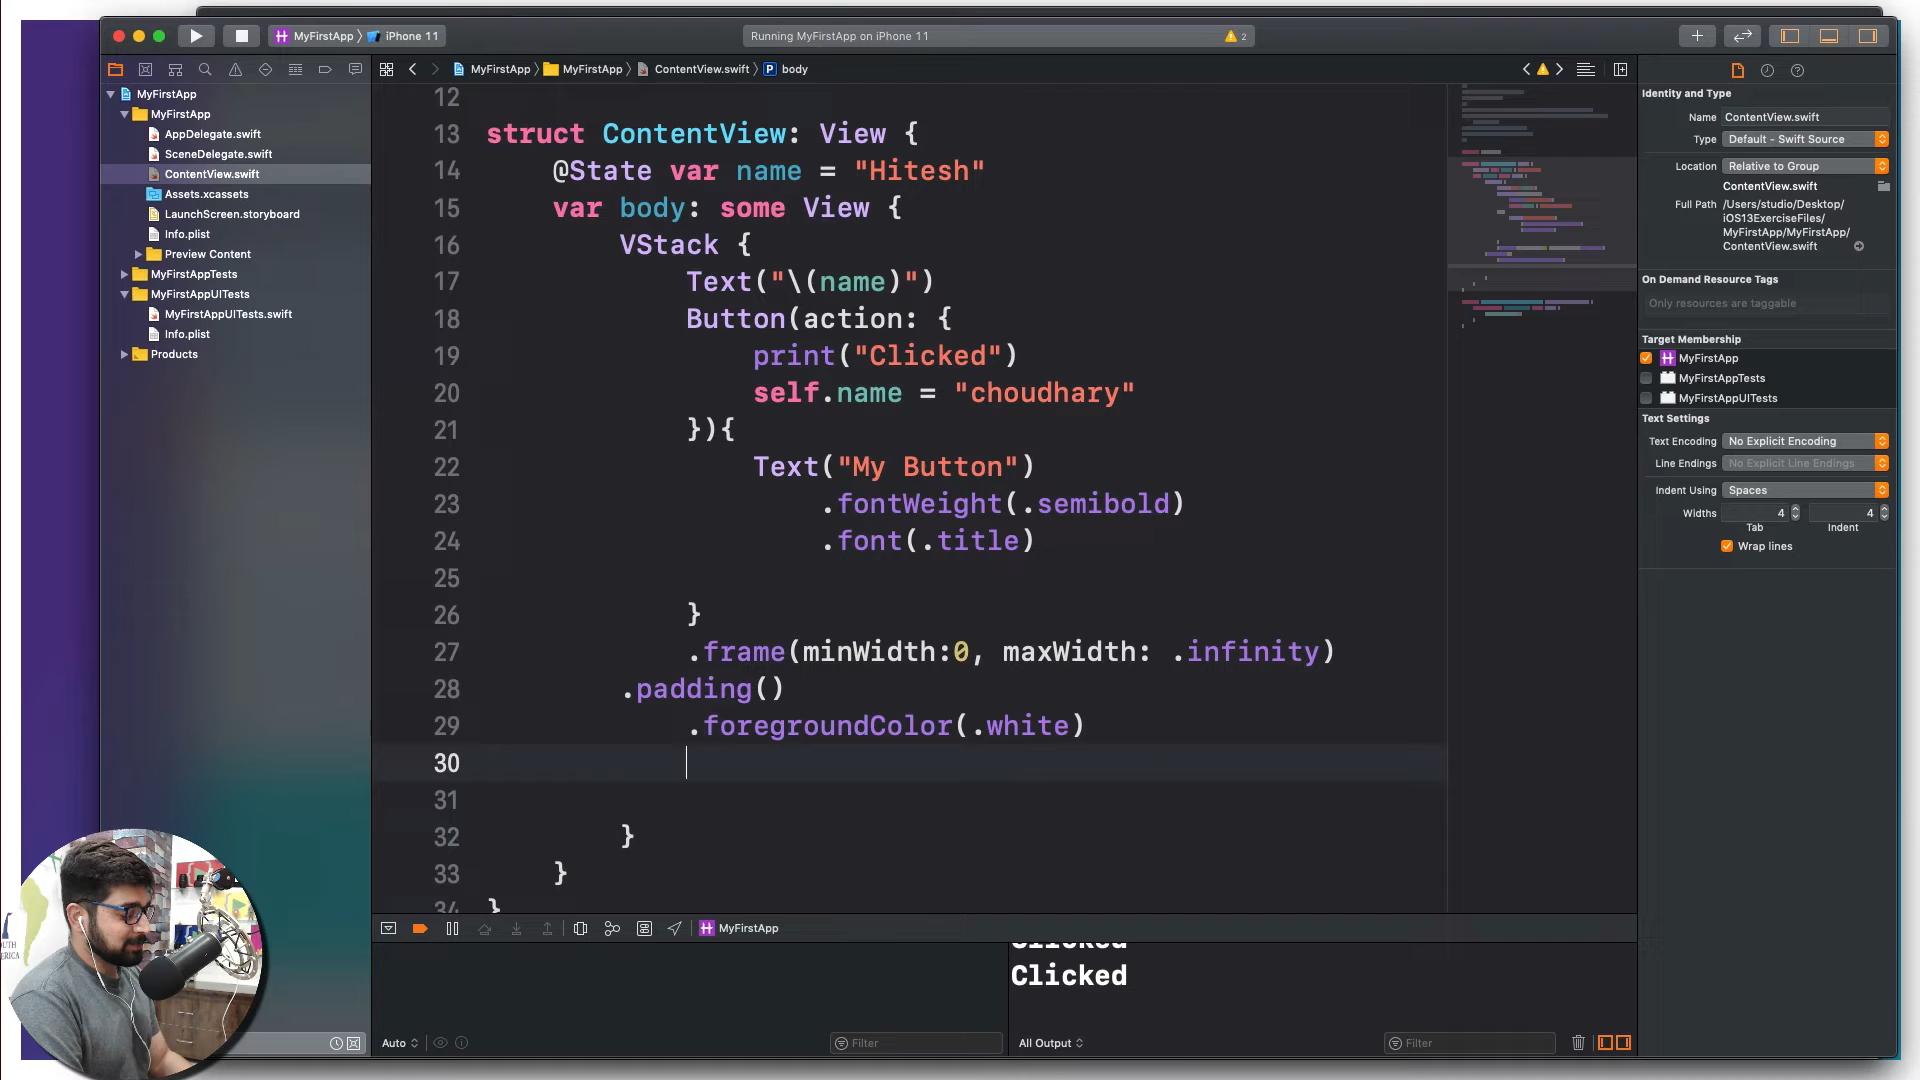 MyFirstApp
iPhone 11
Running MyFirstApp on iPhone 11
2
MyFirstApp
MyFirstApp
ContentView.swift
P
body
MyFirstApp
MyFirstApp
AppDelegate.swift
SceneDelegate.swift
ContentView.swift
Assets.xcassets
LaunchScreen.storyboard
Info.plist
Preview Content
MyFirstAppTests
MyFirstAppUITests
MyFirstAppUITests.swift
Info.plist
Products
12
13 struct ContentView: View {
14 @State var name = "Hitesh"
15 var body: some View {
16 VStack {
17 Text("\(name)")
18 Button(action: {
19 print("Clicked")
20 self.name = "choudhary"
21 }){
22 Text("My Button")
23 .fontWeight(.semibold)
24 .font(.title)
25
26 }
27 .frame(minWidth:0, maxWidth: .infinity)
28 .padding()
29 .foregroundColor(.white)
30
31
32 }
33 }
34 }
Identity and Type
Name ContentView.swift
Type Default - Swift Source
Location Relative to Group
ContentView.swift
Full Path /Users/studio/Desktop/
iOS13ExerciseFiles/
MyFirstApp/MyFirstApp/
ContentView.swift
On Demand Resource Tags
Only resources are taggable
Target Membership
MyFirstApp
MyFirstAppTests
MyFirstAppUITests
Text Settings
Text Encoding No Explicit Encoding
Line Endings No Explicit Line Endings
Indent Using Spaces
Widths 4 4
Tab Indent
Wrap lines
MyFirstApp
Clicked
Clicked
Auto
Filter
All Output
Filter